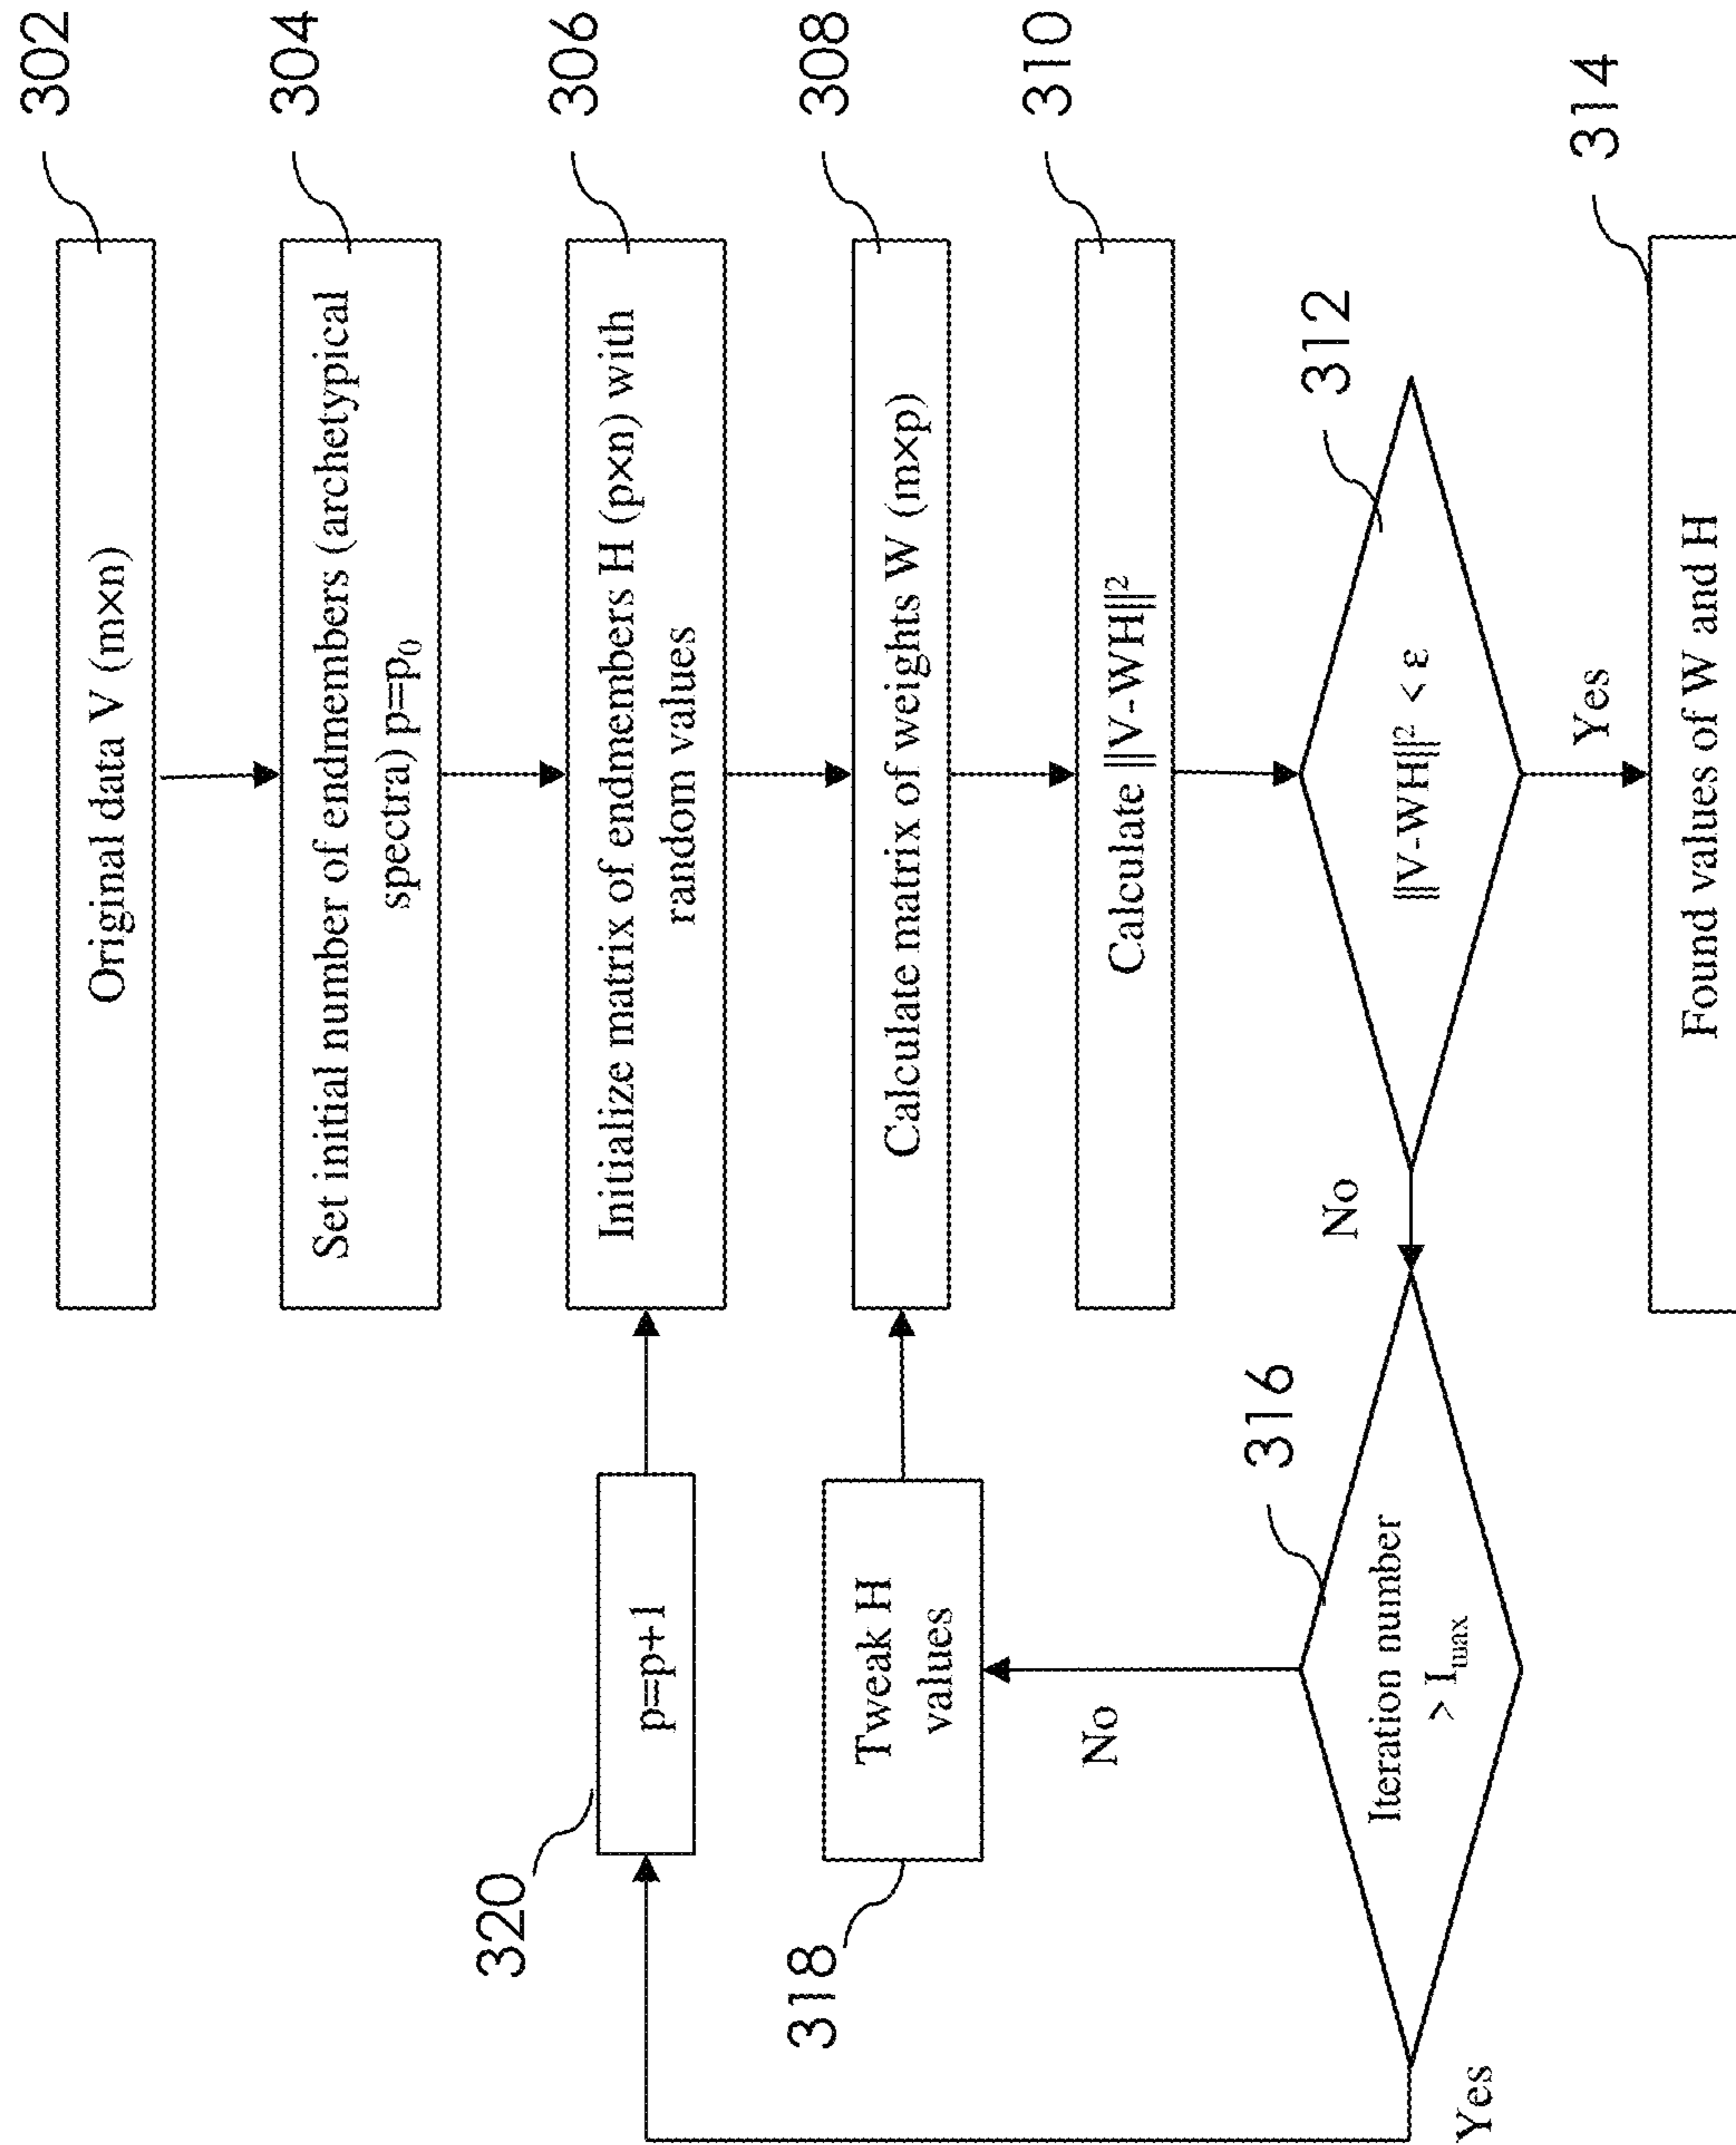 302
Original data V (m×n)
304
Set initial number of endmembers (archetypical
spectra) p=p₀
306
Initialize matrix of endmembers H (p×n) with
random values
308
Calculate matrix of weights W (m×p)
310
Calculate ||V-WH||²
312
||V-WH||² < ε
Yes
No
314
Found values of W and H
316
Iteration number
> Iₘₐₓ
No
Yes
318
Tweak H
values
320
p=p+1